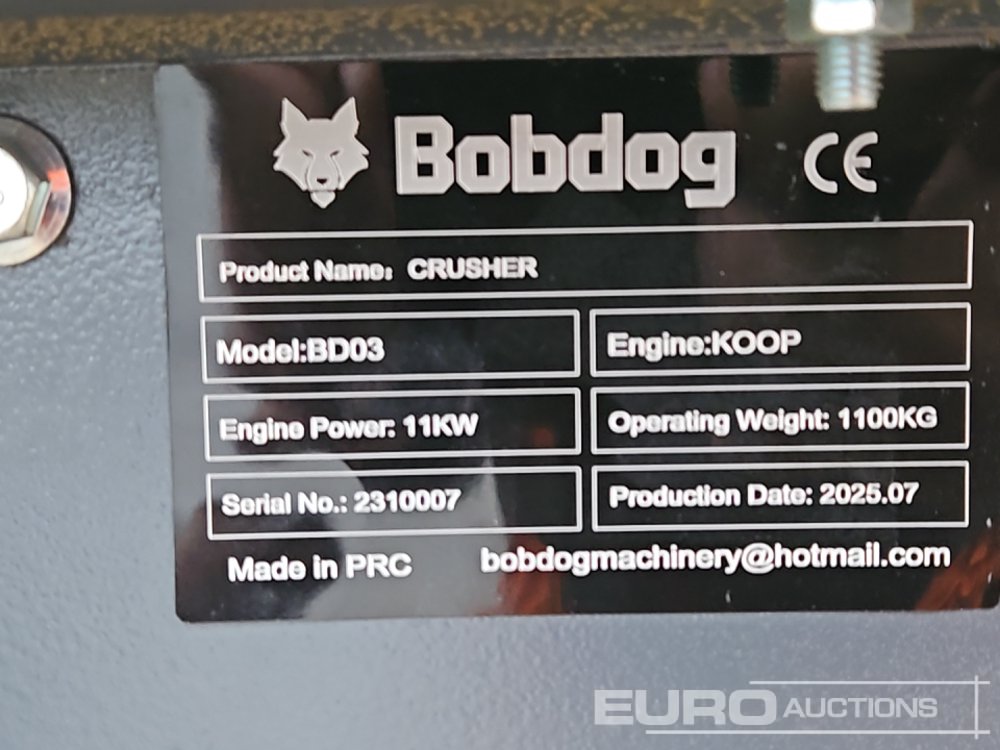 Bobdog CE
Product Name: CRUSHER
Model:BD03 Engine:KOOP
Engine Power: 11KW Operating Weight: 1100KG
Serial No.: 2310007 Production Date: 2025.07
Made in PRC bobdogmachinery@hotmail.com
EURO AUCTIONS